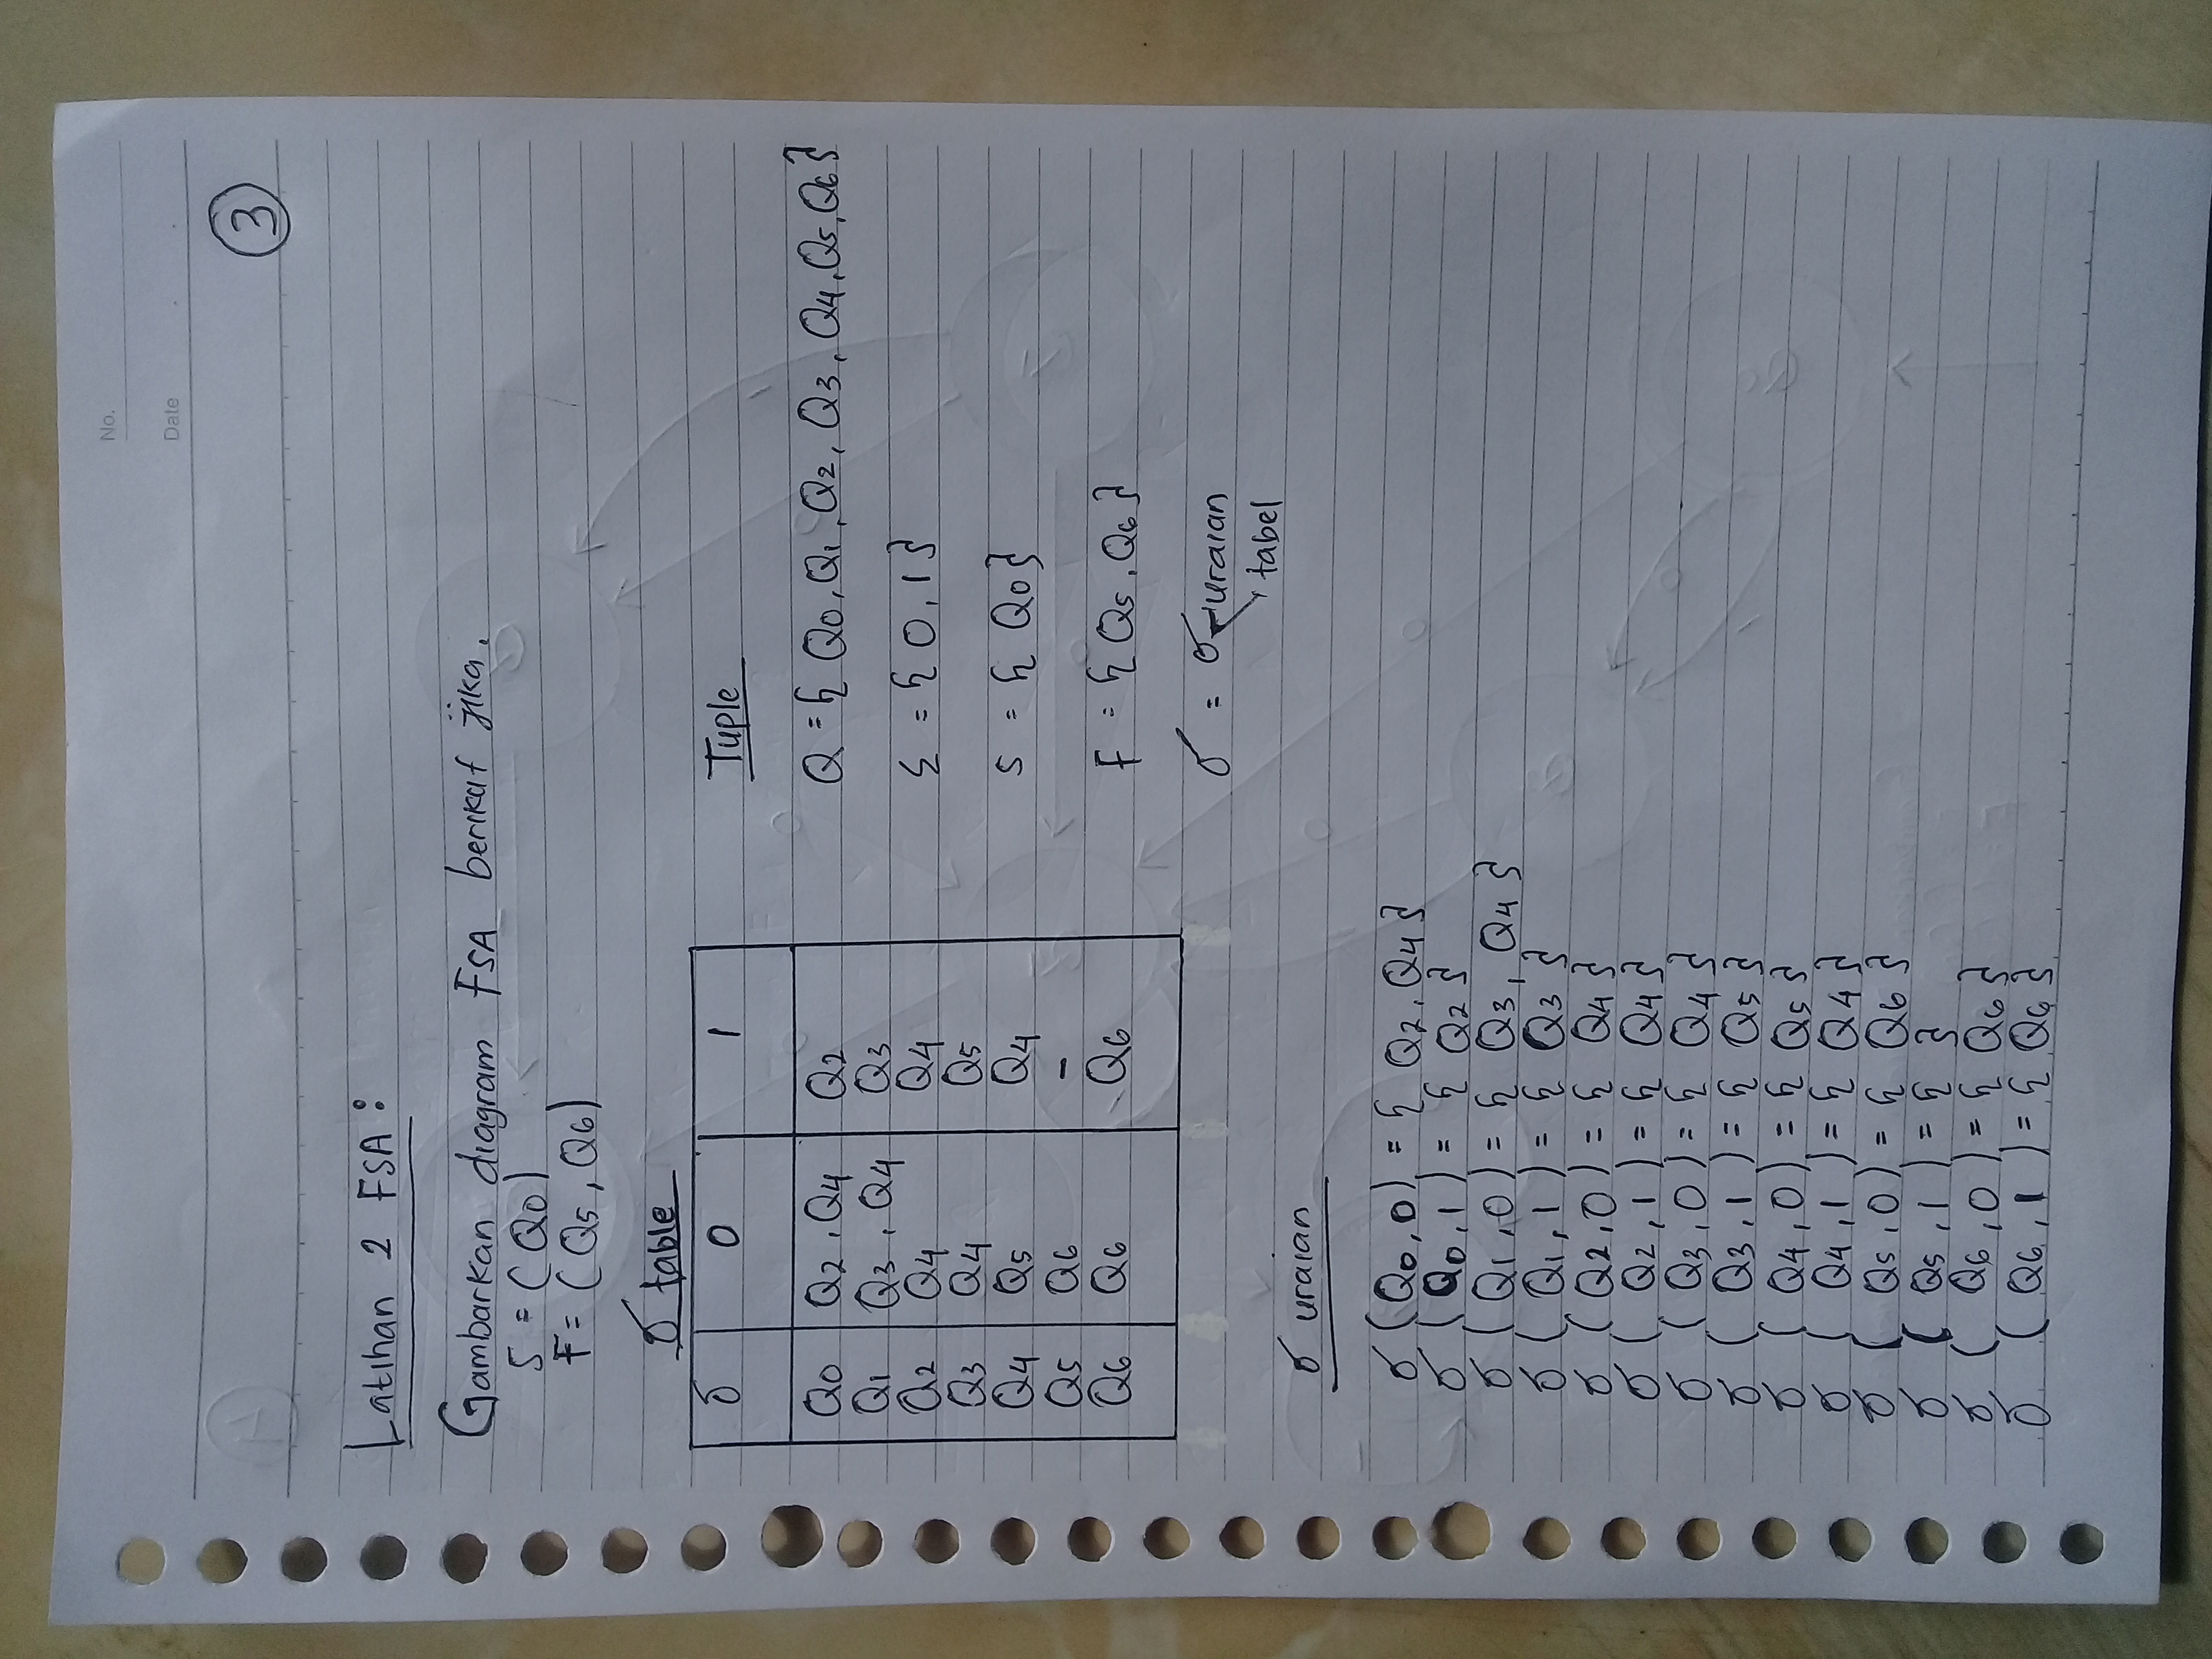 No.
Date
3
Latihan 2 FSA :
Gambarkan diagram FSA berikut jika.
S = (Q0)
F = (Q5, Q6)
σ table
σ 0 1
Q0 Q2, Q4 Q2
Q1 Q3, Q4 Q3
Q2 Q4 Q4
Q3 Q4 Q5
Q4 Q5 Q4
Q5 Q6 -
Q6 Q6 Q6
Tuple
Q = { Q0, Q1, Q2, Q3, Q4, Q5, Q6 }
Σ = { 0, 1 }
S = { Q0 }
F = { Q5, Q6 }
σ = σ uraian
tabel
σ uraian
σ (Q0, 0) = { Q2, Q4 }
σ (Q0, 1) = { Q2 }
σ (Q1, 0) = { Q3, Q4 }
σ (Q1, 1) = { Q3 }
σ (Q2, 0) = { Q4 }
σ (Q2, 1) = { Q4 }
σ (Q3, 0) = { Q4 }
σ (Q3, 1) = { Q5 }
σ (Q4, 0) = { Q5 }
σ (Q4, 1) = { Q4 }
σ (Q5, 0) = { Q6 }
σ (Q5, 1) = { }
σ (Q6, 0) = { Q6 }
σ (Q6, 1) = { Q6 }